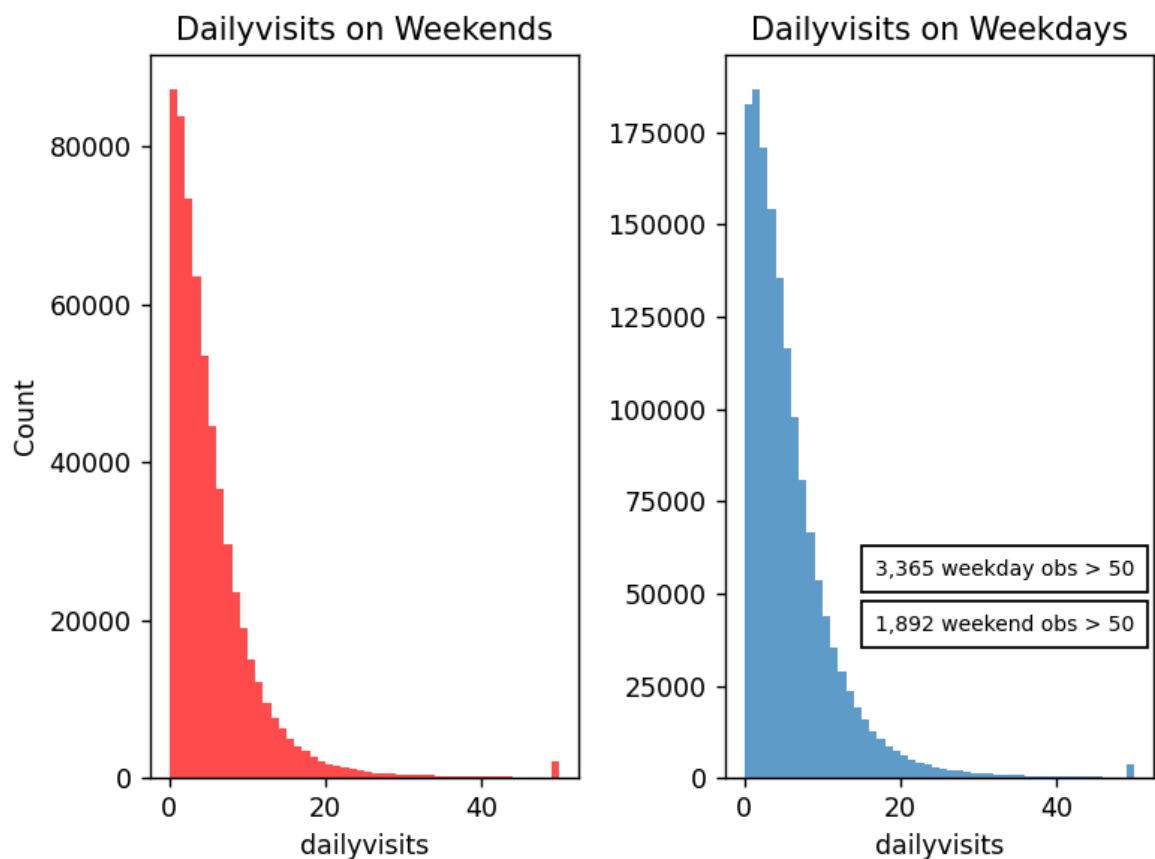 Dailyvisits on Weekends
80000
60000
40000
20000
0
Count
0 20 40
dailyvisits
Dailyvisits on Weekdays
175000
150000
125000
100000
75000
50000
25000
0
3,365 weekday obs > 50
1,892 weekend obs > 50
0 20 40
dailyvisits